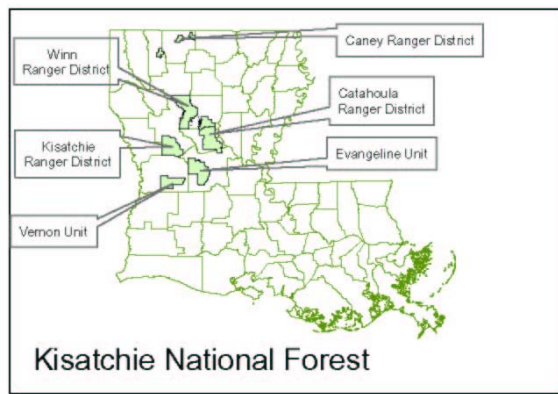 Winn
Ranger District
Caney Ranger District
Catahoula
Ranger District
Kisatchie
Ranger District
Evangeline Unit
Vernon Unit
Kisatchie National Forest